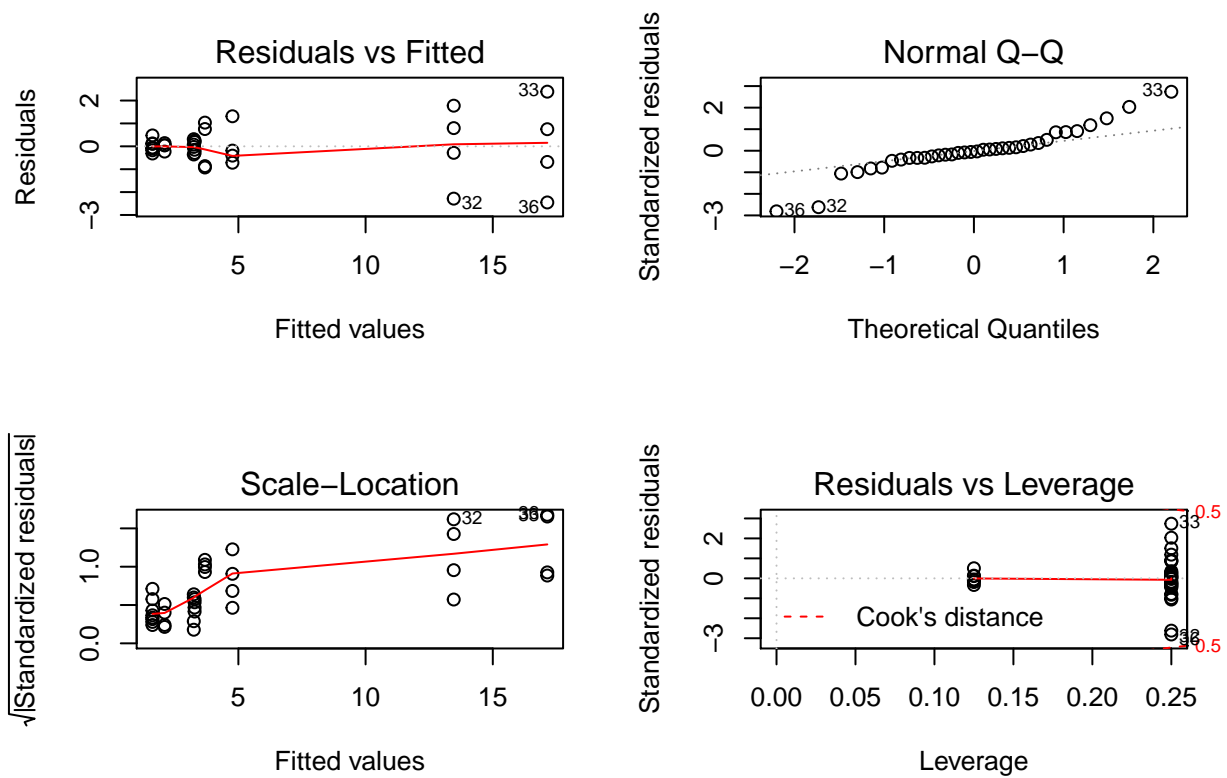 Residuals vs Fitted
Residuals
2
0
−3
33
32
36
5
10
15
Fitted values
Normal Q−Q
Standardized residuals
2
0
−3
33
36
32
−2
−1
0
1
2
Theoretical Quantiles
Scale−Location
√|Standardized residuals|
1.0
0.0
32
5
10
15
Fitted values
Residuals vs Leverage
Standardized residuals
2
0
−3
0.5
33
Cook's distance
0.5
0.00
0.05
0.10
0.15
0.20
0.25
Leverage